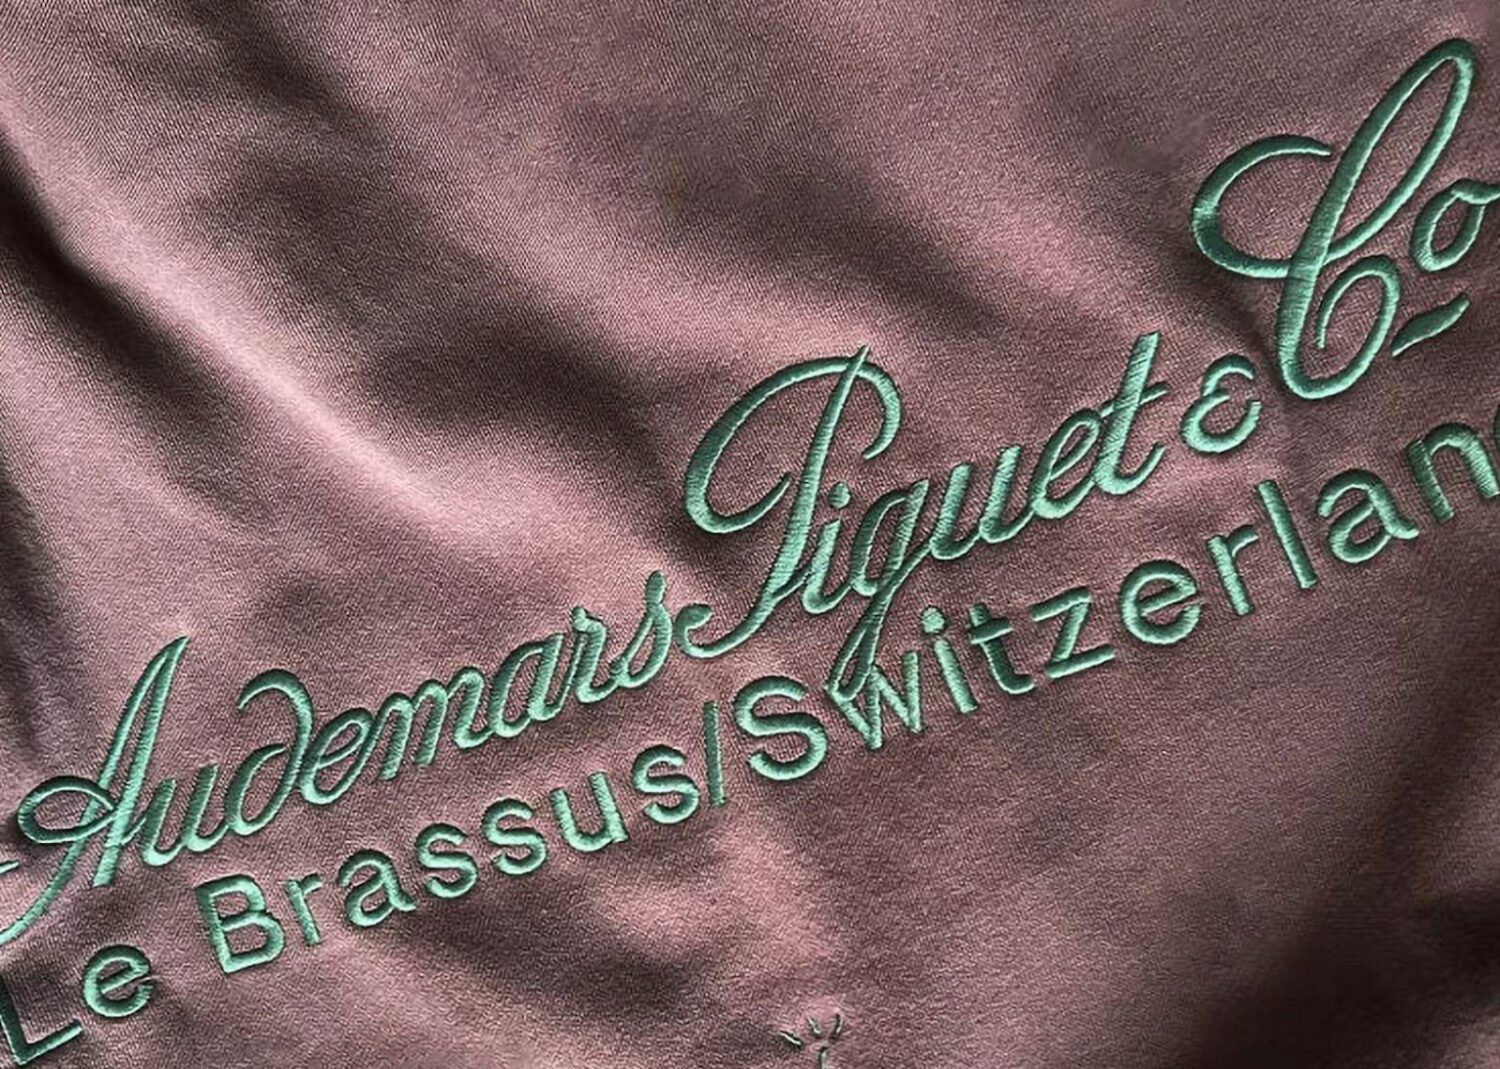 Audemars Piguet & Co
Le Brassus/Switzerland